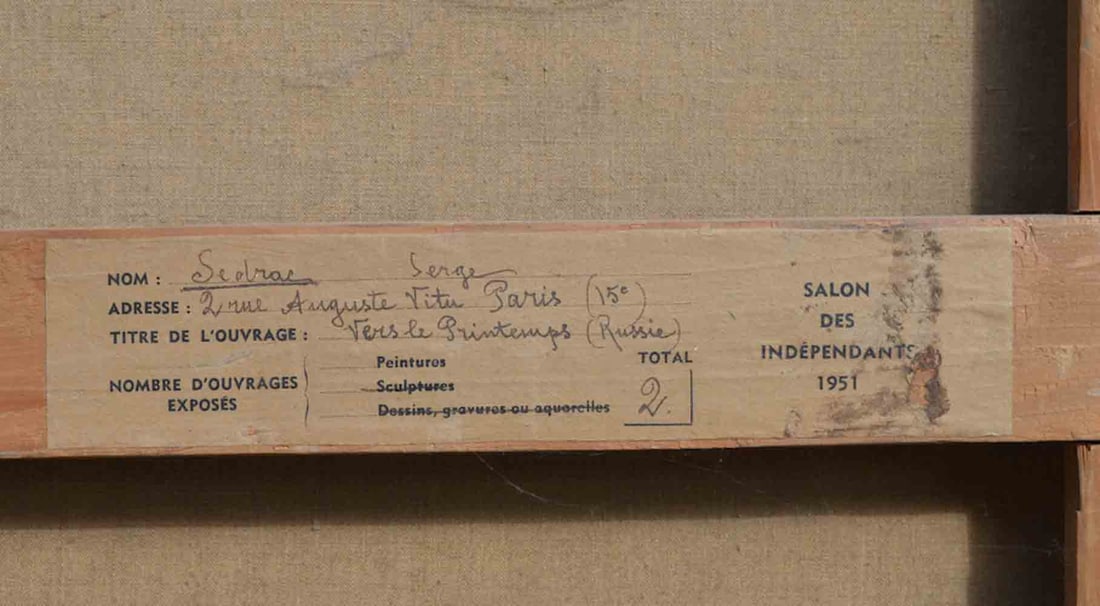 NOM : Sedrac Serge
ADRESSE : 2 rue Auguste Vitu Paris (15e)
TITRE DE L'OUVRAGE : Vers le Printemps (Russie)
NOMBRE D'OUVRAGES
EXPOSÉS
Peintures
Sculptures
Dessins, gravures ou aquarelles
TOTAL
2.
SALON
DES
INDÉPENDANTS
1951